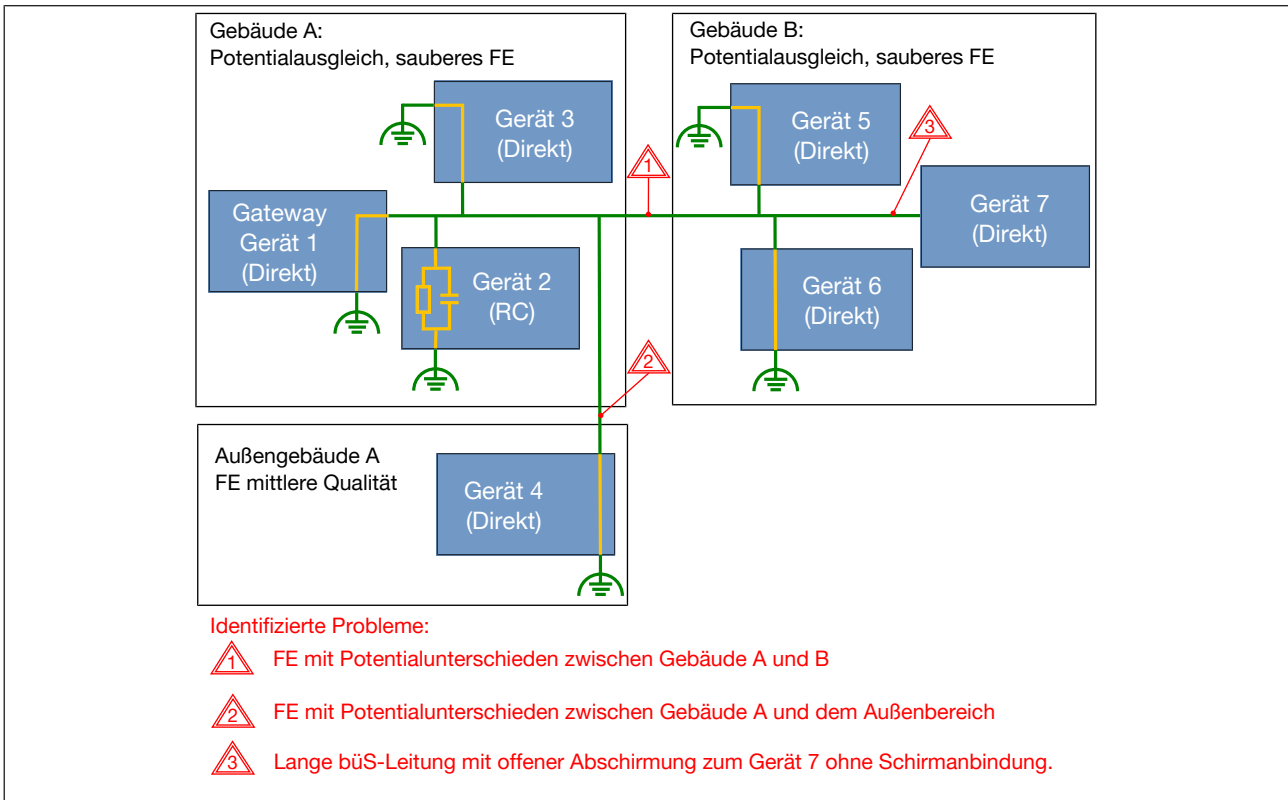 Gebäude A:
Potentialausgleich, sauberes FE
Gerät 3
(Direkt)
Gateway
Gerät 1
(Direkt)
Gerät 2
(RC)
1
2
Gebäude B:
Potentialausgleich, sauberes FE
Gerät 5
(Direkt)
3
Gerät 7
(Direkt)
Gerät 6
(Direkt)
Außengebäude A
FE mittlere Qualität
Gerät 4
(Direkt)
Identifizierte Probleme:
1 FE mit Potentialunterschieden zwischen Gebäude A und B
2 FE mit Potentialunterschieden zwischen Gebäude A und dem Außenbereich
3 Lange büS-Leitung mit offener Abschirmung zum Gerät 7 ohne Schirmanbindung.